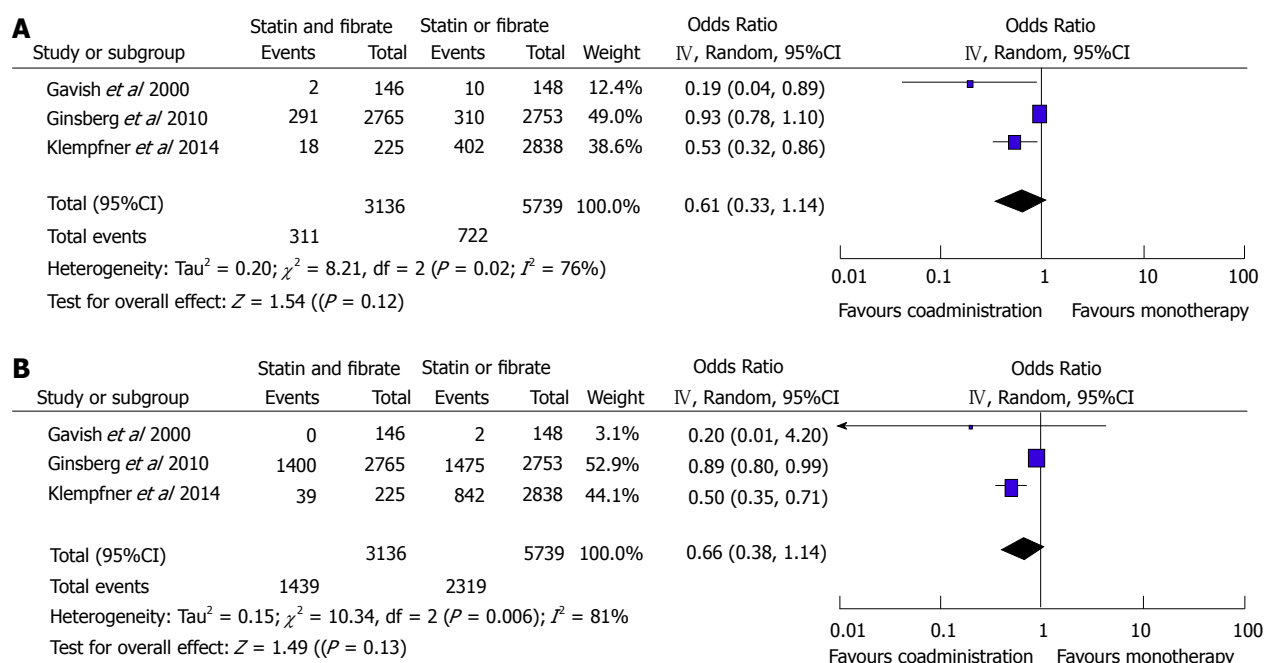 A
Statin and fibrate Statin or fibrate Odds Ratio Odds Ratio
Study or subgroup Events Total Events Total Weight Ⅳ, Random, 95%CI Ⅳ, Random, 95%CI
Gavish et al 2000 2 146 10 148 12.4% 0.19 (0.04, 0.89)
Ginsberg et al 2010 291 2765 310 2753 49.0% 0.93 (0.78, 1.10)
Klempfner et al 2014 18 225 402 2838 38.6% 0.53 (0.32, 0.86)
Total (95%CI) 3136 5739 100.0% 0.61 (0.33, 1.14)
Total events 311 722
Heterogeneity: Tau² = 0.20; χ² = 8.21, df = 2 (P = 0.02; I² = 76%)
Test for overall effect: Z = 1.54 ((P = 0.12)
0.01 0.1 1 10 100
Favours coadministration Favours monotherapy
B
Statin and fibrate Statin or fibrate Odds Ratio Odds Ratio
Study or subgroup Events Total Events Total Weight Ⅳ, Random, 95%CI Ⅳ, Random, 95%CI
Gavish et al 2000 0 146 2 148 3.1% 0.20 (0.01, 4.20)
Ginsberg et al 2010 1400 2765 1475 2753 52.9% 0.89 (0.80, 0.99)
Klempfner et al 2014 39 225 842 2838 44.1% 0.50 (0.35, 0.71)
Total (95%CI) 3136 5739 100.0% 0.66 (0.38, 1.14)
Total events 1439 2319
Heterogeneity: Tau² = 0.15; χ² = 10.34, df = 2 (P = 0.006); I² = 81%
Test for overall effect: Z = 1.49 ((P = 0.13)
0.01 0.1 1 10 100
Favours coadministration Favours monotherapy